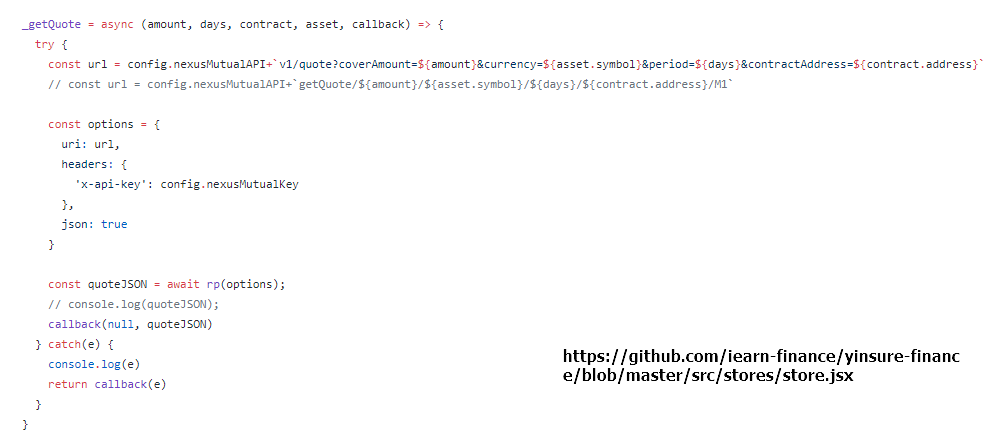 _getQuote = async (amount, days, contract, asset, callback) => {
try {
const url = config.nexusMutualAPI+`v1/quote?coverAmount=${amount}&currency=${asset.symbol}&period=${days}&contractAddress=${contract.address}`
// const url = config.nexusMutualAPI+`getQuote/${amount}/${asset.symbol}/${days}/${contract.address}/M1`
const options = {
uri: url,
headers: {
'x-api-key': config.nexusMutualKey
},
json: true
}
const quoteJSON = await rp(options);
// console.log(quoteJSON);
callback(null, quoteJSON)
} catch(e) {
console.log(e)
return callback(e)
}
}
https://github.com/iearn-finance/yinsure-financ
e/blob/master/src/stores/store.jsx